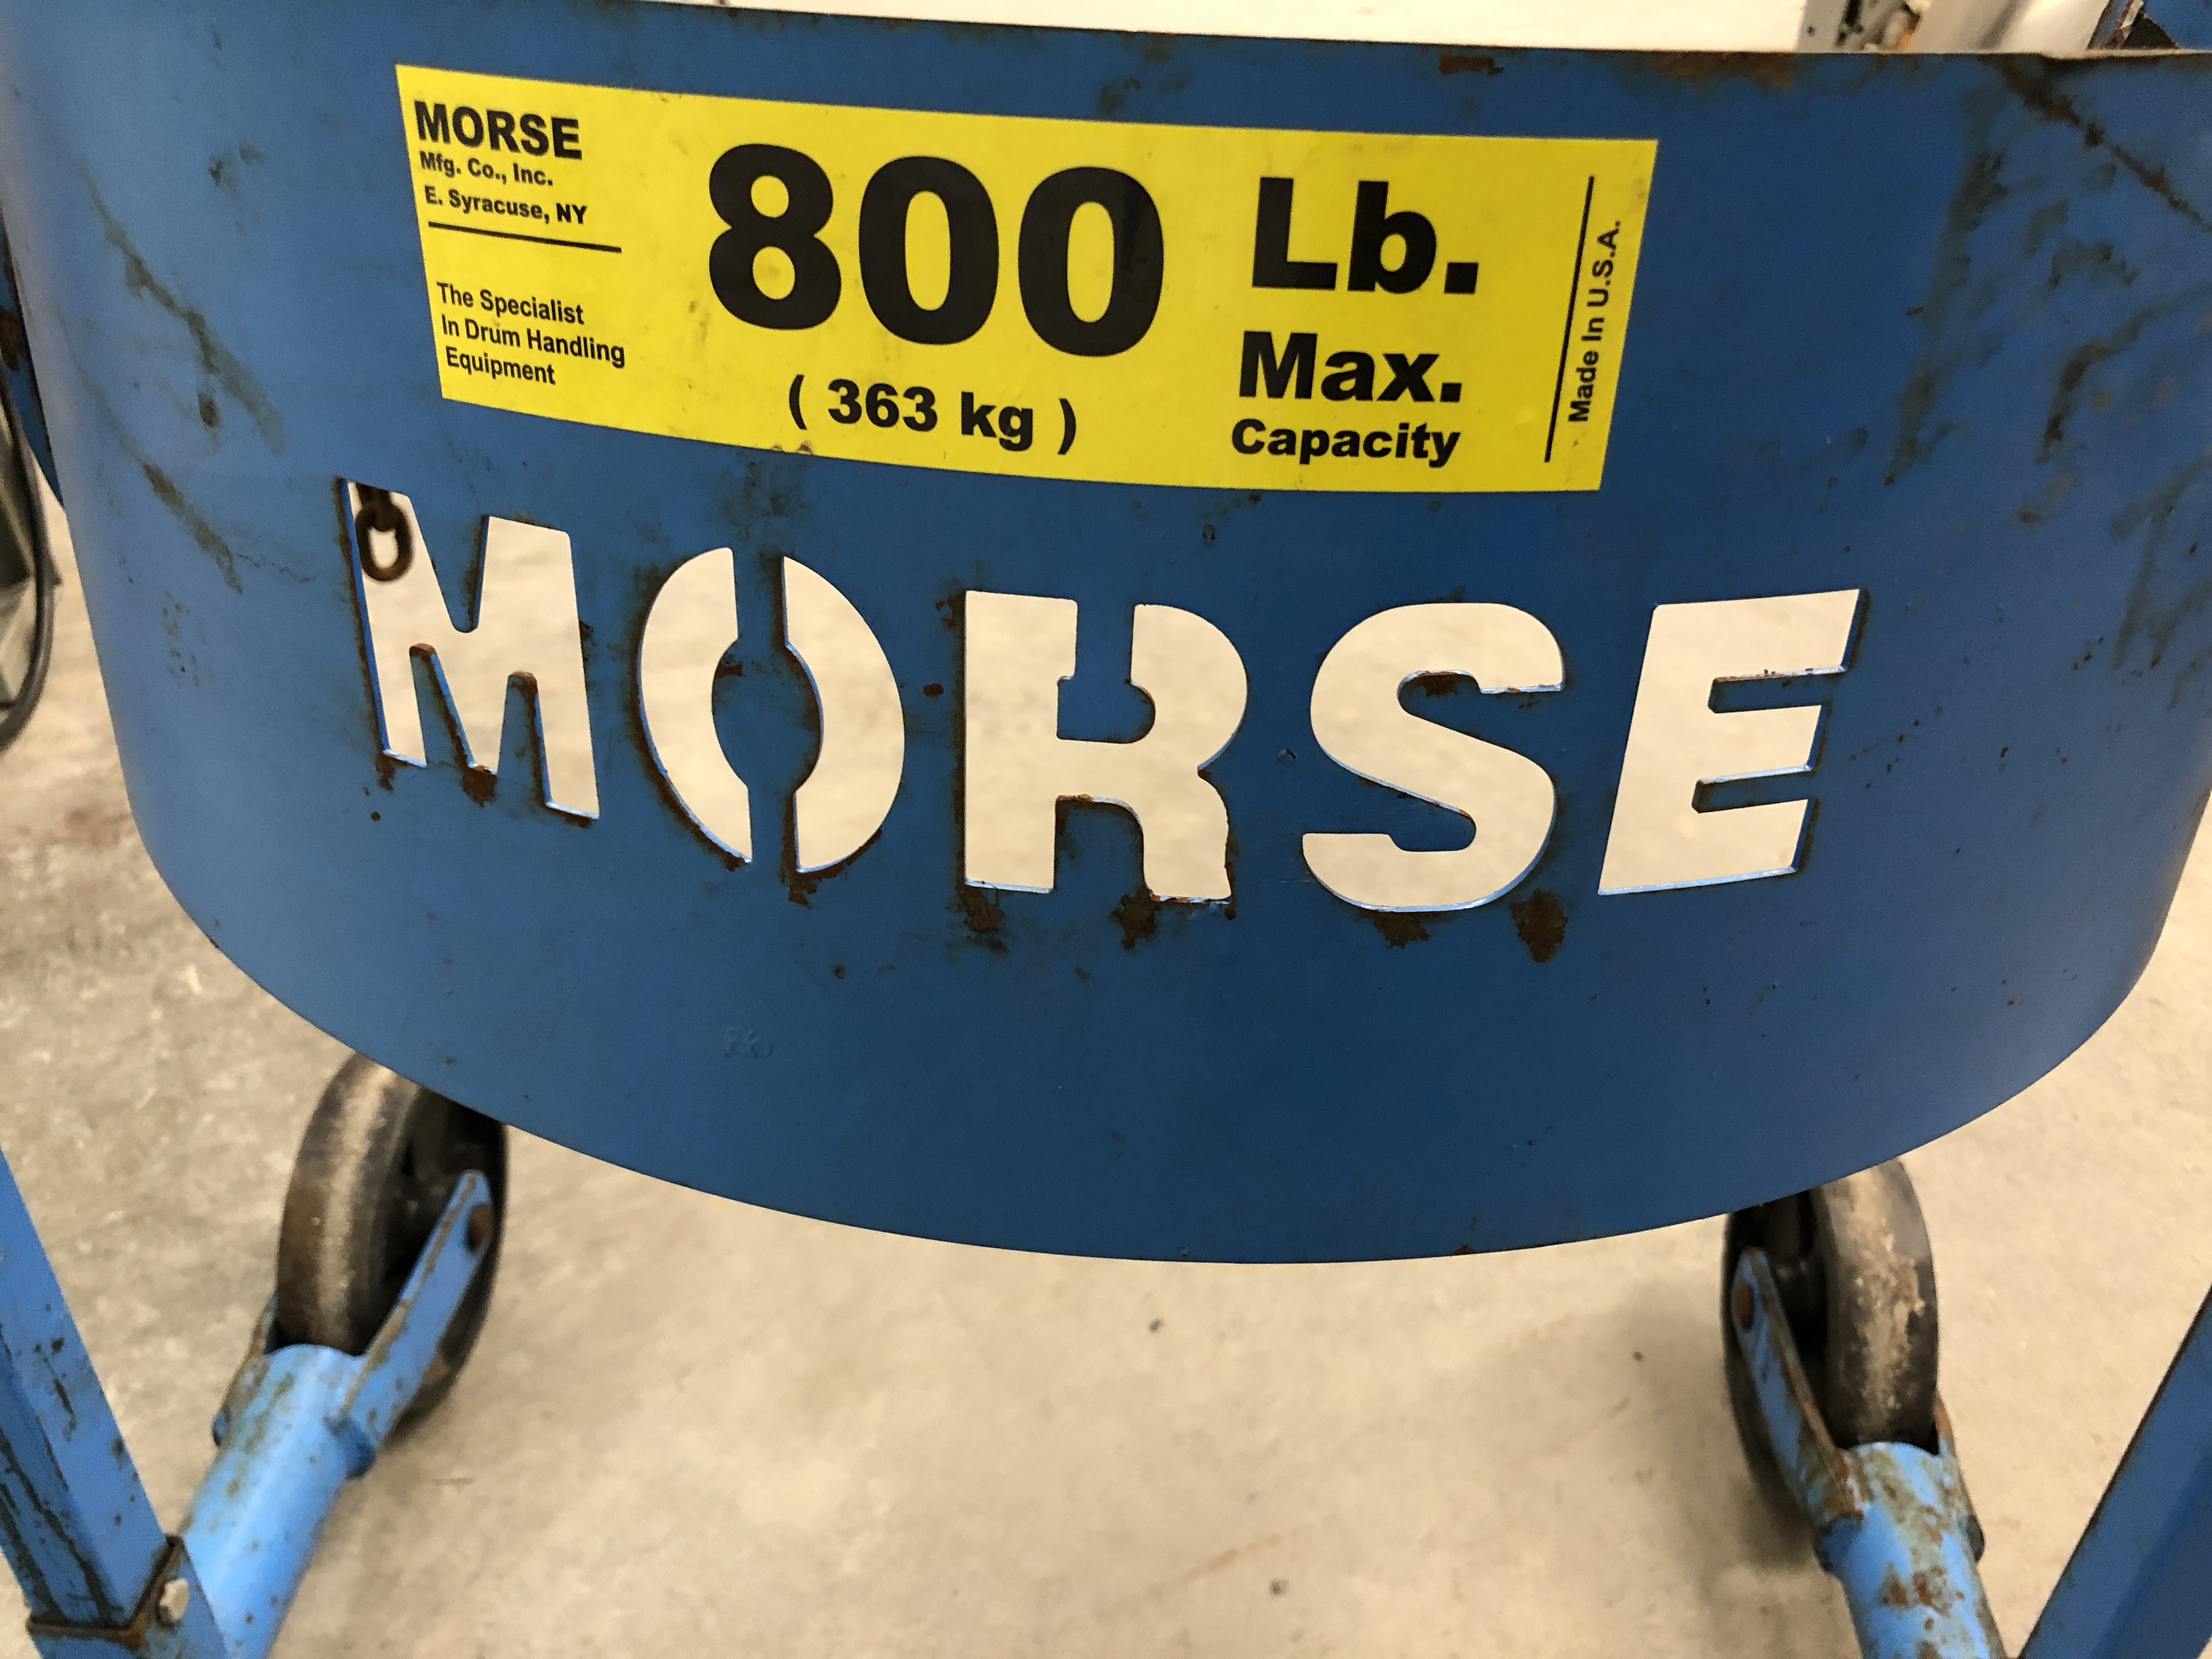 MORSE
Mfg. Co., Inc.
E. Syracuse, NY
The Specialist
In Drum Handling
Equipment
800
( 363 kg )
Lb.
Max.
Capacity
Made In U.S.A.
MORSE